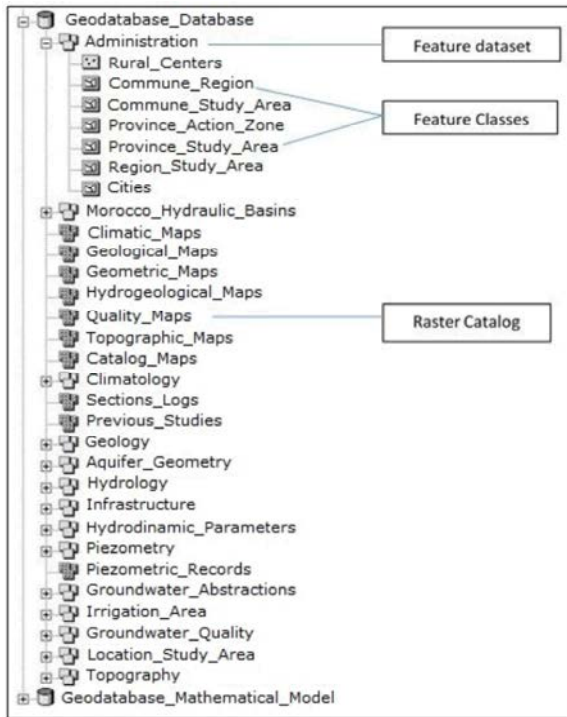 Geodatabase_Database
Administration
Feature dataset
Rural_Centers
Commune_Region
Commune_Study_Area
Feature Classes
Province_Action_Zone
Province_Study_Area
Region_Study_Area
Cities
Morocco_Hydraulic_Basins
Climatic_Maps
Geological_Maps
Geometric_Maps
Hydrogeological_Maps
Quality_Maps
Raster Catalog
Topographic_Maps
Catalog_Maps
Climatology
Sections_Logs
Previous_Studies
Geology
Aquifer_Geometry
Hydrology
Infrastructure
Hydrodinamic_Parameters
Piezometry
Piezometric_Records
Groundwater_Abstractions
Irrigation_Area
Groundwater_Quality
Location_Study_Area
Topography
Geodatabase_Mathematical_Model